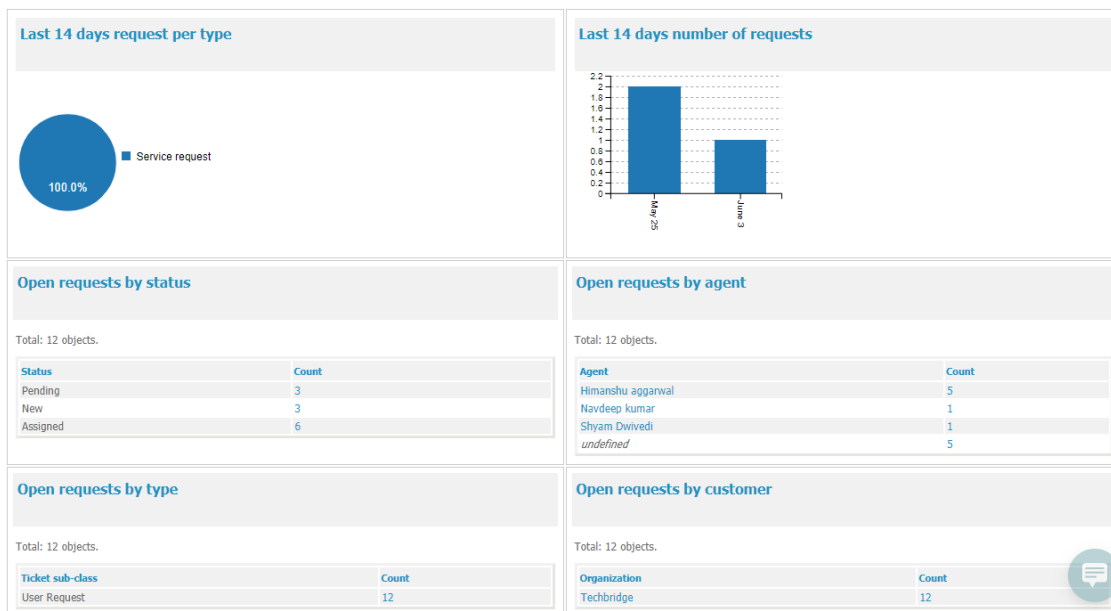 Last 14 days request per type
100.0%
Service request
Last 14 days number of requests
2.2
2
1.8
1.6
1.4
1.2
1
0.8
0.6
0.4
0.2
0
May 25
June 3
Open requests by status
Total: 12 objects.
Status Count
Pending 3
New 3
Assigned 6
Open requests by agent
Total: 12 objects.
Agent Count
Himanshu aggarwal 5
Navdeep kumar 1
Shyam Dwivedi 1
undefined 5
Open requests by type
Total: 12 objects.
Ticket sub-class Count
User Request 12
Open requests by customer
Total: 12 objects.
Organization Count
Techbridge 12